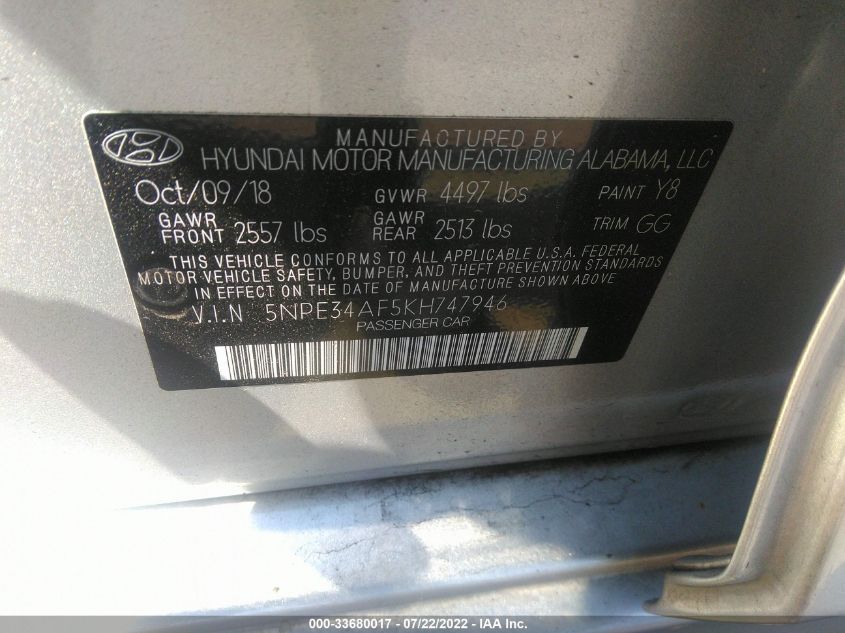 MANUFACTURED BY
HYUNDAI MOTOR MANUFACTURING ALABAMA, LLC
Oct/09/18 GVWR 4497 lbs PAINT Y8
GAWR FRONT 2557 lbs GAWR REAR 2513 lbs TRIM GG
THIS VEHICLE CONFORMS TO ALL APPLICABLE U.S.A. FEDERAL
MOTOR VEHICLE SAFETY, BUMPER, AND THEFT PREVENTION STANDARDS
IN EFFECT ON THE DATE OF MANUFACTURE SHOWN ABOVE
V.I.N 5NPE34AF5KH747946
PASSENGER CAR
000-33680017 - 07/22/2022 - IAA Inc.